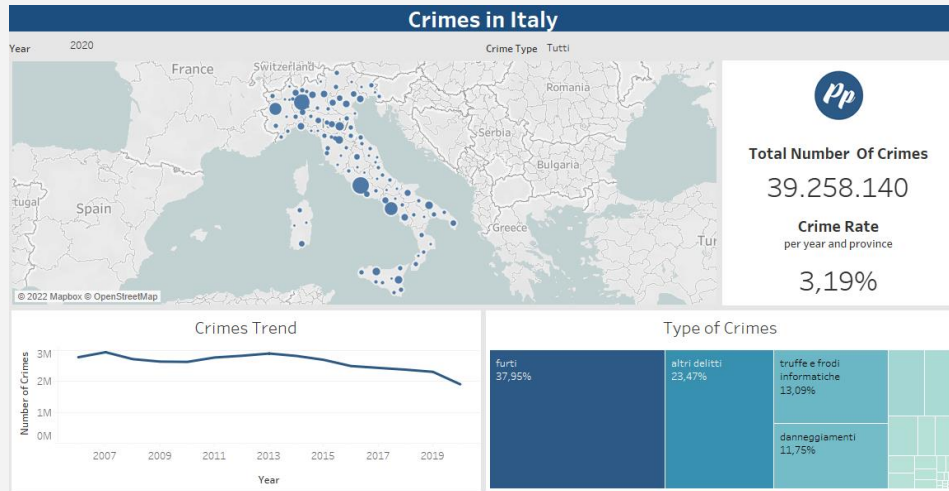 Crimes in Italy
Year
2020
Crime Type
Tutti
France
Switzerland
Romania
Serbia
Bulgaria
Spain
Greece
© 2022 Mapbox © OpenStreetMap
Pp
Total Number Of Crimes
39.258.140
Crime Rate
per year and province
3,19%
Crimes Trend
Number of Crimes
3M
2M
1M
0M
2007 2009 2011 2013 2015 2017 2019
Year
Type of Crimes
furti
37,95%
altri delitti
23,47%
truffe e frodi
informatiche
13,09%
danneggiamenti
11,75%